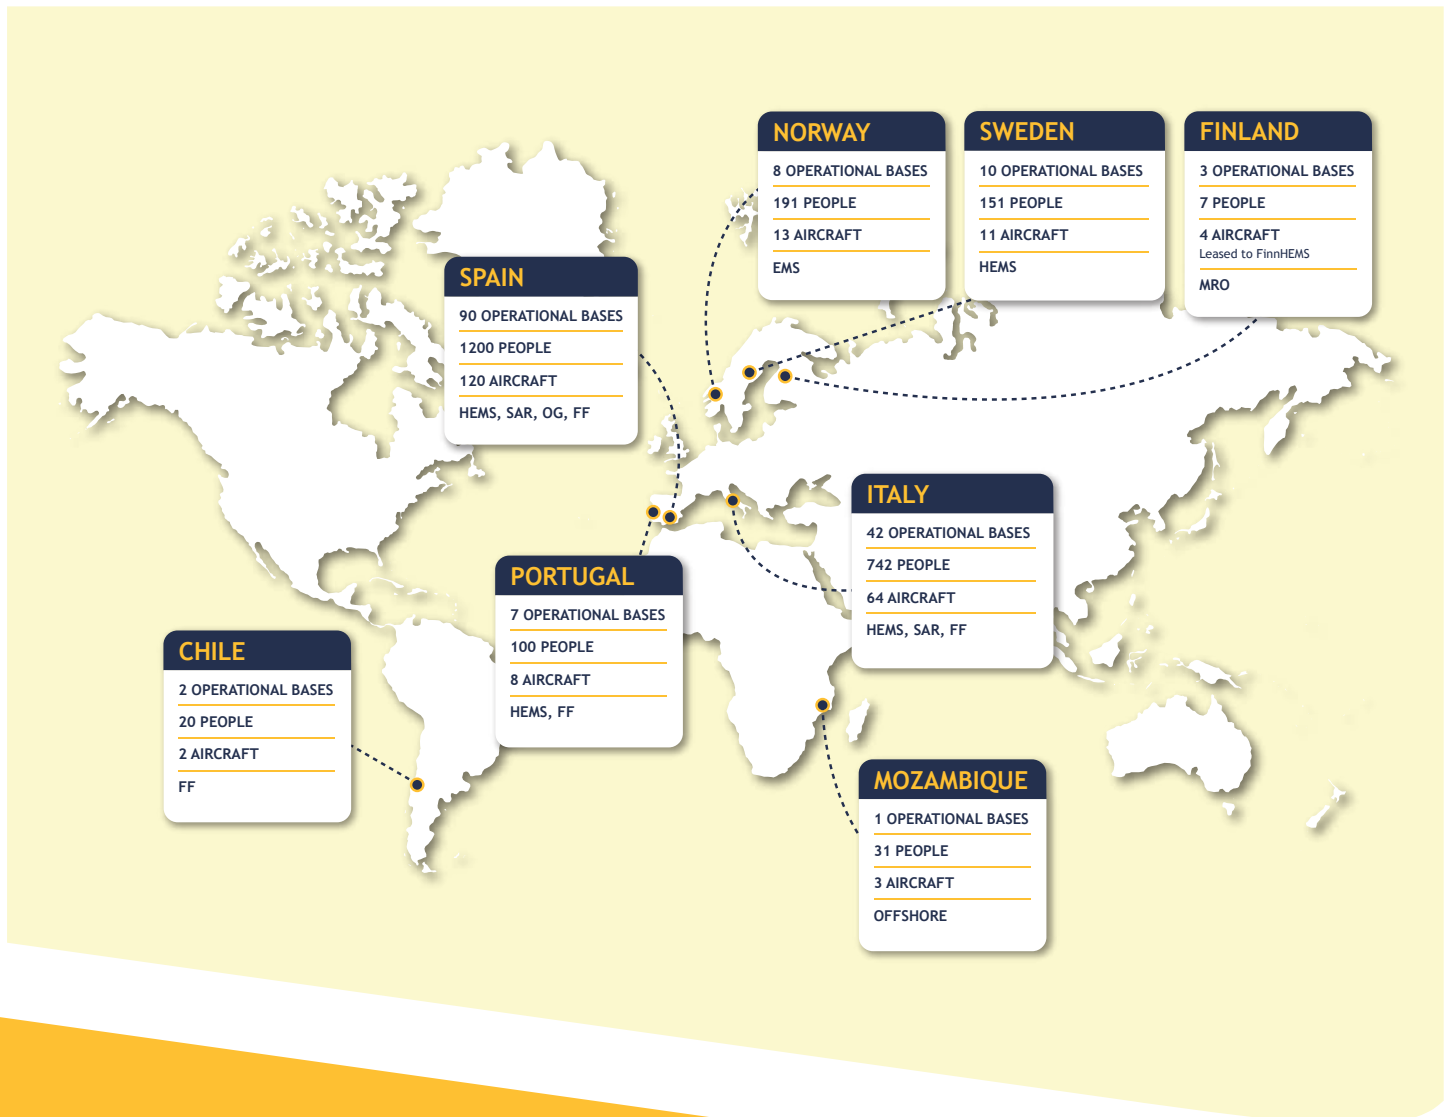 NORWAY
8 OPERATIONAL BASES
191 PEOPLE
13 AIRCRAFT
EMS
SWEDEN
10 OPERATIONAL BASES
151 PEOPLE
11 AIRCRAFT
HEMS
FINLAND
3 OPERATIONAL BASES
7 PEOPLE
4 AIRCRAFT
Leased to FinnHEMS
MRO
SPAIN
90 OPERATIONAL BASES
1200 PEOPLE
120 AIRCRAFT
HEMS, SAR, OG, FF
ITALY
42 OPERATIONAL BASES
742 PEOPLE
64 AIRCRAFT
HEMS, SAR, FF
PORTUGAL
7 OPERATIONAL BASES
100 PEOPLE
8 AIRCRAFT
HEMS, FF
CHILE
2 OPERATIONAL BASES
20 PEOPLE
2 AIRCRAFT
FF
MOZAMBIQUE
1 OPERATIONAL BASES
31 PEOPLE
3 AIRCRAFT
OFFSHORE